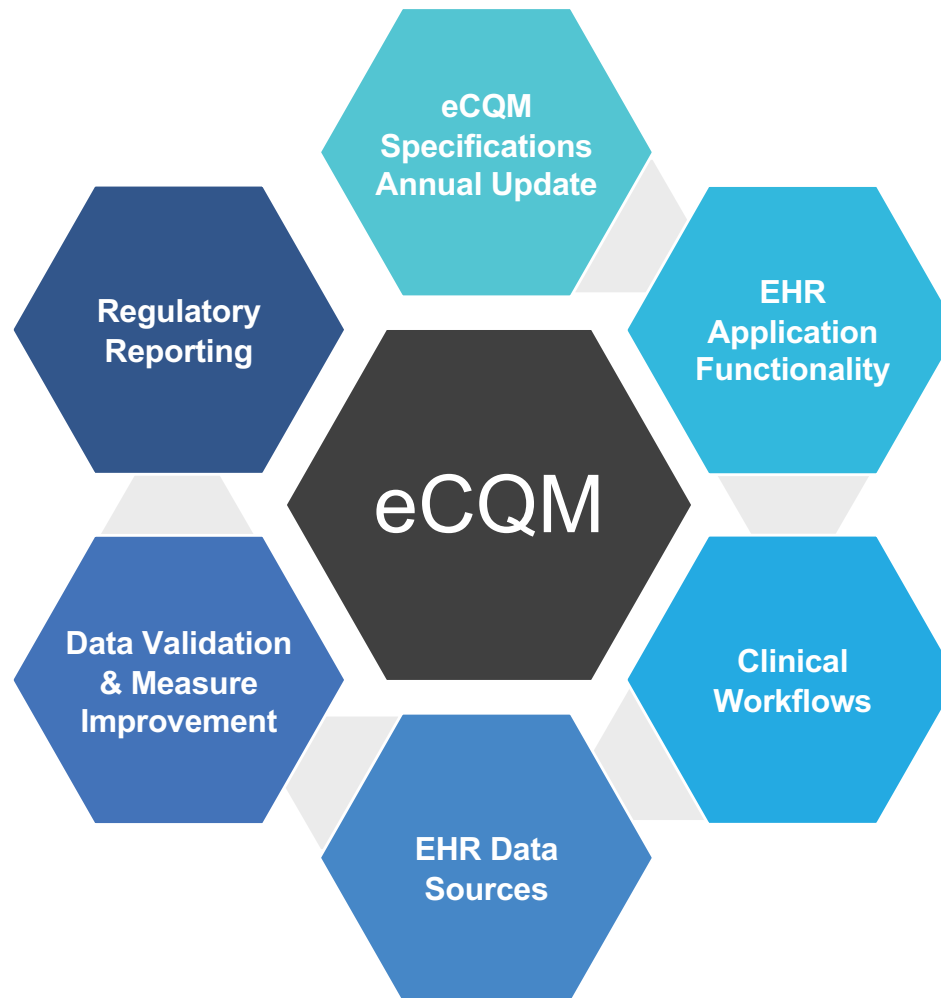 eCQM
Specifications
Annual Update
EHR
Application
Functionality
Clinical
Workflows
EHR Data
Sources
Data Validation
& Measure
Improvement
Regulatory
Reporting
eCQM